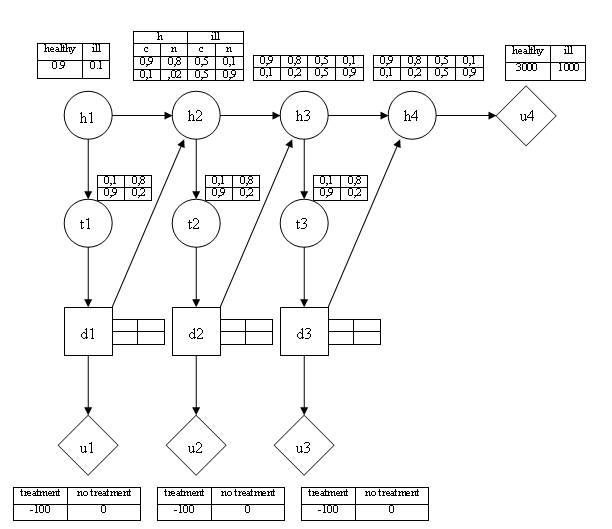 h ill
healthy ill
c n c n
healthy ill
0.9 0.1
0,9 0,8 0,5 0,1
0,1 ,02 0,5 0,9
0,9 0,8 0,5 0,1
0,1 0,2 0,5 0,9
0,9 0,8 0,5 0,1
0,1 0,2 0,5 0,9
3000 1000
h1 h2 h3 h4 u4
0,1 0,8
0,9 0,2
0,1 0,8
0,9 0,2
0,1 0,8
0,9 0,2
t1 t2 t3
d1 d2 d3
u1 u2 u3
treatment no treatment
-100 0
treatment no treatment
-100 0
treatment no treatment
-100 0